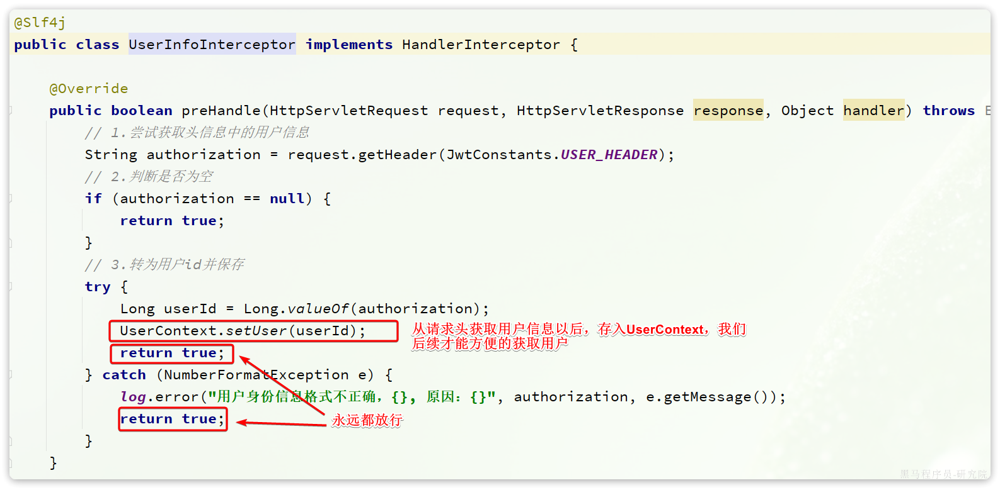 @Slf4j
public class UserInfoInterceptor implements HandlerInterceptor {
@Override
public boolean preHandle(HttpServletRequest request, HttpServletResponse response, Object handler) throws E
// 1.尝试获取头信息中的用户信息
String authorization = request.getHeader(JwtConstants.USER_HEADER);
// 2.判断是否为空
if (authorization == null) {
return true;
}
// 3.转为用户id并保存
try {
Long userId = Long.valueOf(authorization);
UserContext.setUser(userId);
从请求头获取用户信息以后，存入UserContext，我们
后续才能方便的获取用户
return true;
} catch (NumberFormatException e) {
log.error("用户身份信息格式不正确，{}, 原因：{}", authorization, e.getMessage());
return true;
永远都放行
}
}
黑马程序员-研究院